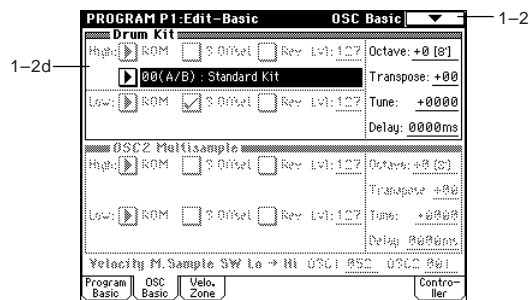 PROGRAM P1:Edit-Basic OSC Basic 1–2
Drum Kit
High: ROM S.Offset Rev Lvl:127 Octave:+0 [8']
1–2d
00(A/B) : Standard Kit Transpose:+00
Low: ROM S.Offset Rev Lvl:127 Tune: +0000
Delay: 0000ms
OSC2 Multisample
High: ROM S.Offset Rev Lvl:127 Octave:+0 [8']
Transpose +00
Low: ROM S.Offset Rev Lvl:127 Tune: +0000
Delay 0000ms
Velocity M.Sample SW Lo → Hi OSC1 052 OSC2 001
Program Basic OSC Basic Velo. Zone Contro-ller